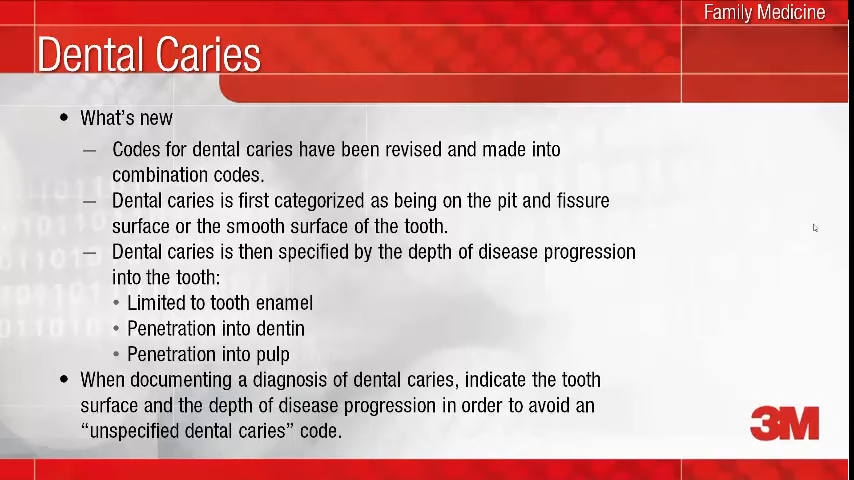 Family Medicine
Dental Caries
• What's new
— Codes for dental caries have been revised and made into
combination codes.
— Dental caries is first categorized as being on the pit and fissure
surface or the smooth surface of the tooth.
— Dental caries is then specified by the depth of disease progression
into the tooth:
• Limited to tooth enamel
• Penetration into dentin
• Penetration into pulp
• When documenting a diagnosis of dental caries, indicate the tooth
surface and the depth of disease progression in order to avoid an
“unspecified dental caries” code.
3M